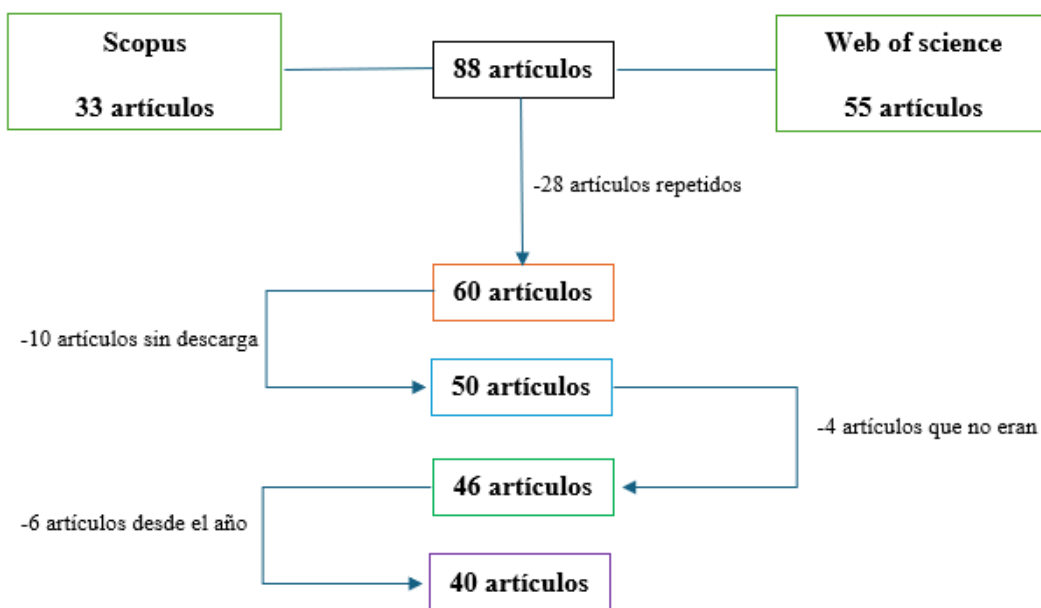 Scopus
33 artículos
88 artículos
Web of science
55 artículos
-28 artículos repetidos
60 artículos
-10 artículos sin descarga
50 artículos
-4 artículos que no eran
46 artículos
-6 artículos desde el año
40 artículos